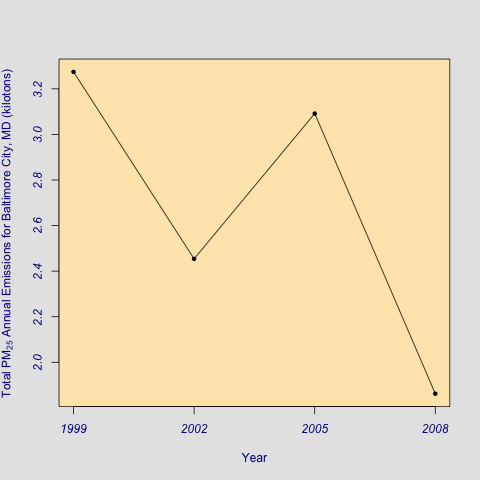 Total PM₂₅ Annual Emissions for Baltimore City, MD (kilotons)
3.2
3.0
2.8
2.6
2.4
2.2
2.0
1999 2002 2005 2008
Year